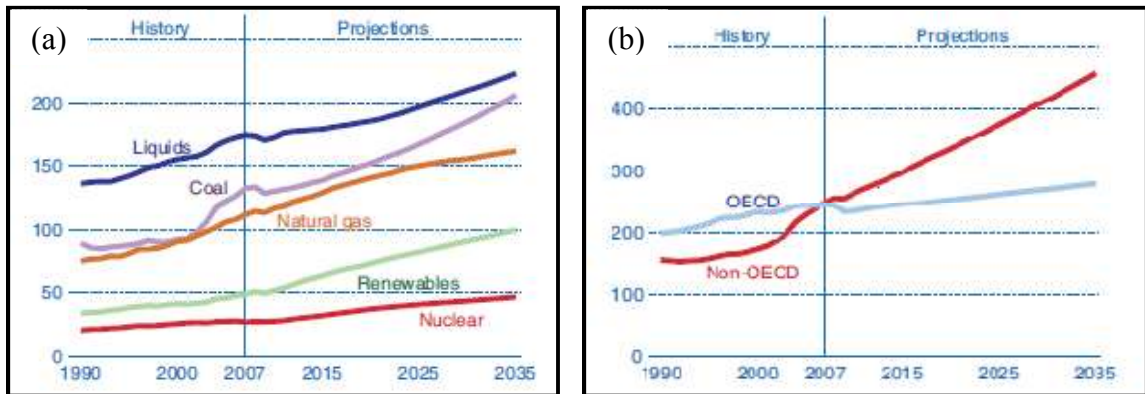 (a)
History Projections
200
Liquids
150
Coal
100
Natural gas
Renewables
50
Nuclear
0
1990 2000 2007 2015 2025 2035
(b)
History Projections
400
300
OECD
200
Non-OECD
100
0
1990 2000 2007 2015 2025 2035